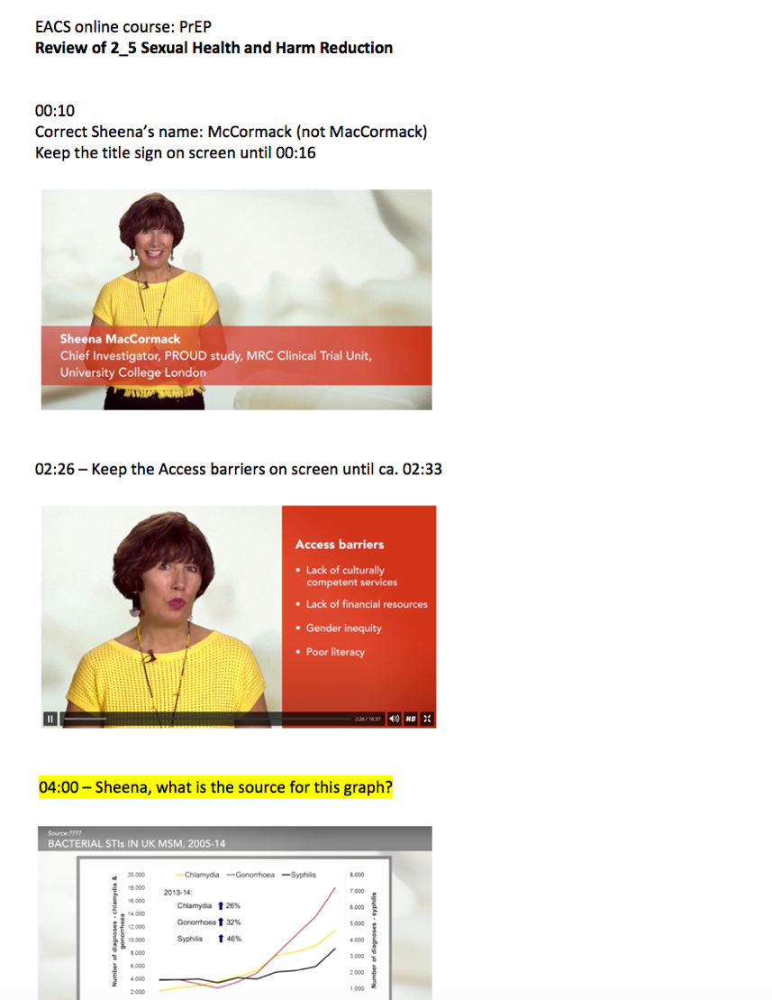 EACS online course: PrEP
Review of 2_5 Sexual Health and Harm Reduction
00:10
Correct Sheena's name: McCormack (not MacCormack)
Keep the title sign on screen until 00:16
Sheena MacCormack
Chief Investigator, PROUD study, MRC Clinical Trial Unit,
University College London
02:26 – Keep the Access barriers on screen until ca. 02:33
Access barriers
• Lack of culturally
competent services
• Lack of financial resources
• Gender inequity
• Poor literacy
2:26 / 16:37
HD
04:00 – Sheena, what is the source for this graph?
Source:????
BACTERIAL STIs IN UK MSM, 2005-14
Chlamydia Gonorrhoea Syphilis
2013-14:
Chlamydia ⬆ 26%
Gonorrhoea ⬆ 32%
Syphilis ⬆ 46%
Number of diagnoses - chlamydia &
gonorrhoea
20.000
18.000
16.000
14.000
12.000
10.000
8.000
6.000
4.000
2.000
8.000
7.000
6.000
5.000
4.000
3.000
2.000
1.000
Number of diagnoses - syphilis